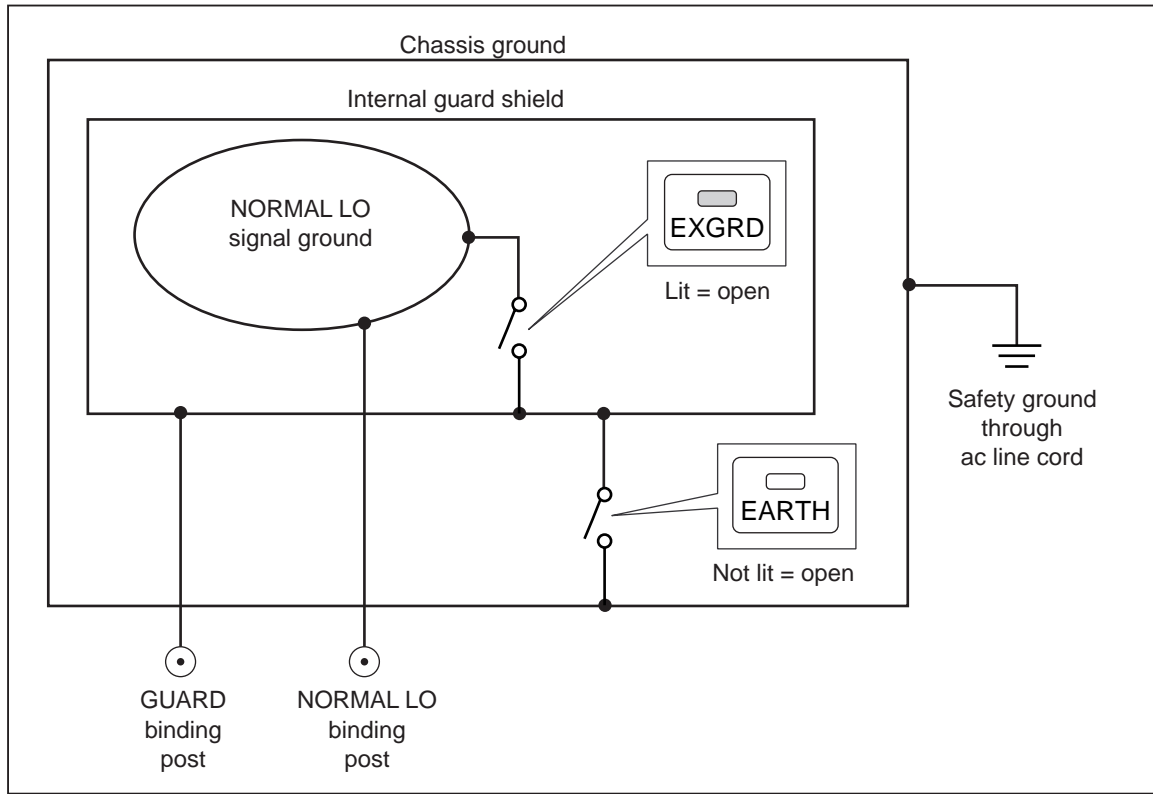 Chassis ground
Internal guard shield
NORMAL LO
signal ground
EXGRD
Lit = open
Safety ground
through
ac line cord
EARTH
Not lit = open
GUARD
binding
post
NORMAL LO
binding
post